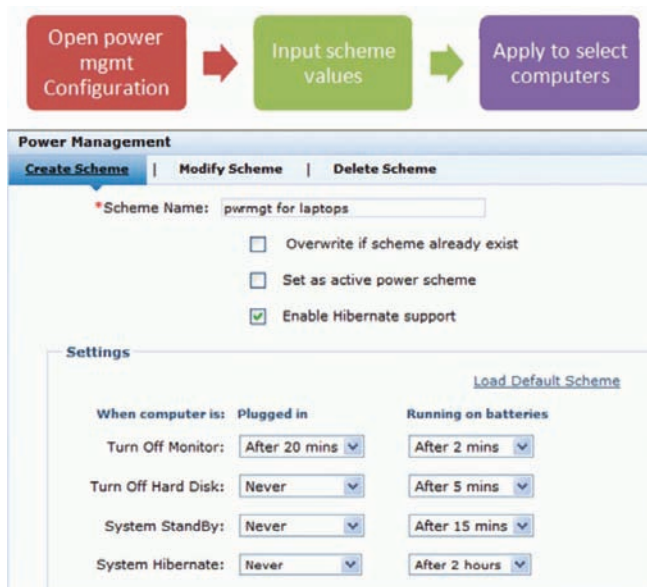 Open power
mgmt
Configuration
Input scheme
values
Apply to select
computers
Power Management
Create Scheme | Modify Scheme | Delete Scheme
*Scheme Name: pwrmgt for laptops
Overwrite if scheme already exist
Set as active power scheme
Enable Hibernate support
Settings
Load Default Scheme
When computer is: Plugged in Running on batteries
Turn Off Monitor: After 20 mins After 2 mins
Turn Off Hard Disk: Never After 5 mins
System StandBy: Never After 15 mins
System Hibernate: Never After 2 hours